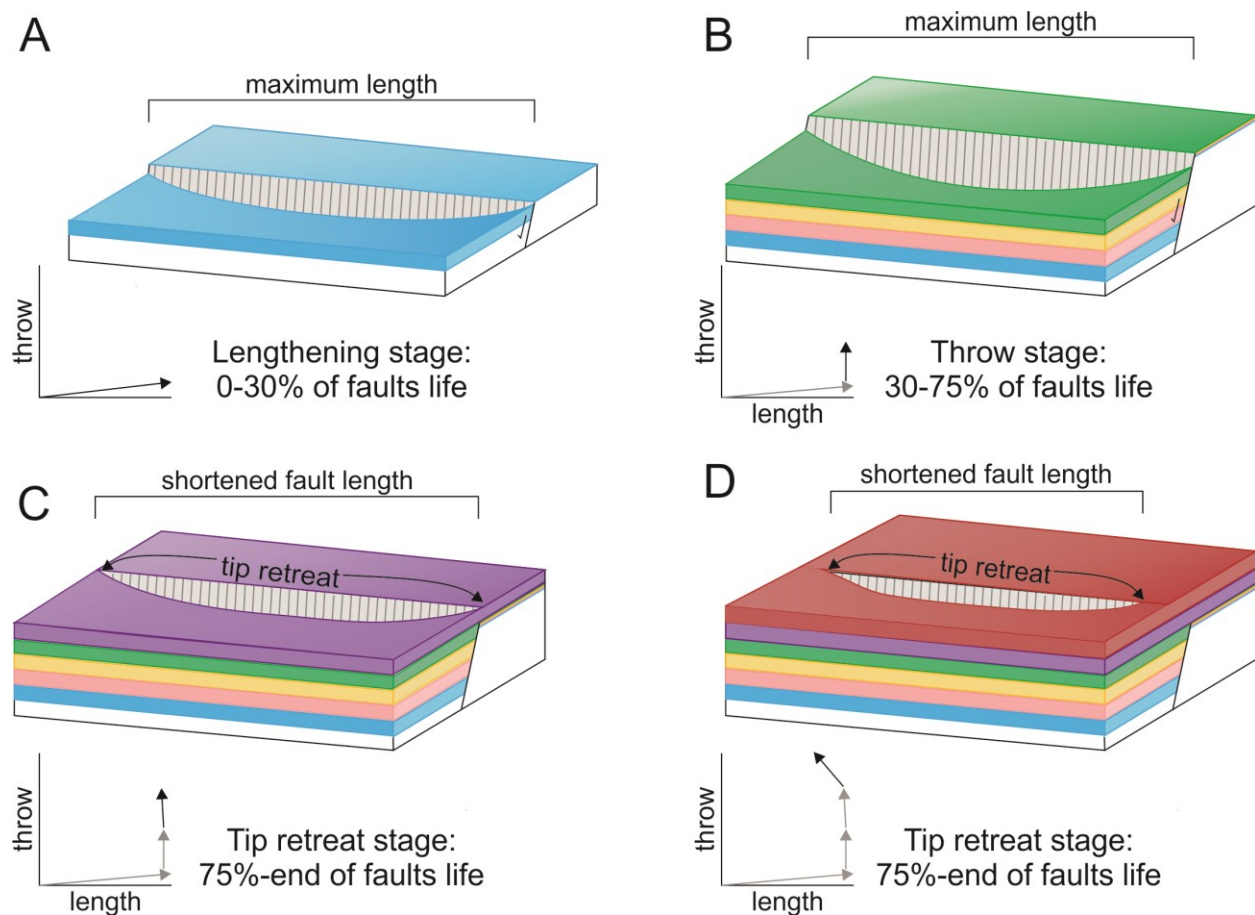 A
maximum length
throw
Lengthening stage:
0-30% of faults life
B
maximum length
throw
length
Throw stage:
30-75% of faults life
C
shortened fault length
tip retreat
throw
length
Tip retreat stage:
75%-end of faults life
D
shortened fault length
tip retreat
throw
length
Tip retreat stage:
75%-end of faults life